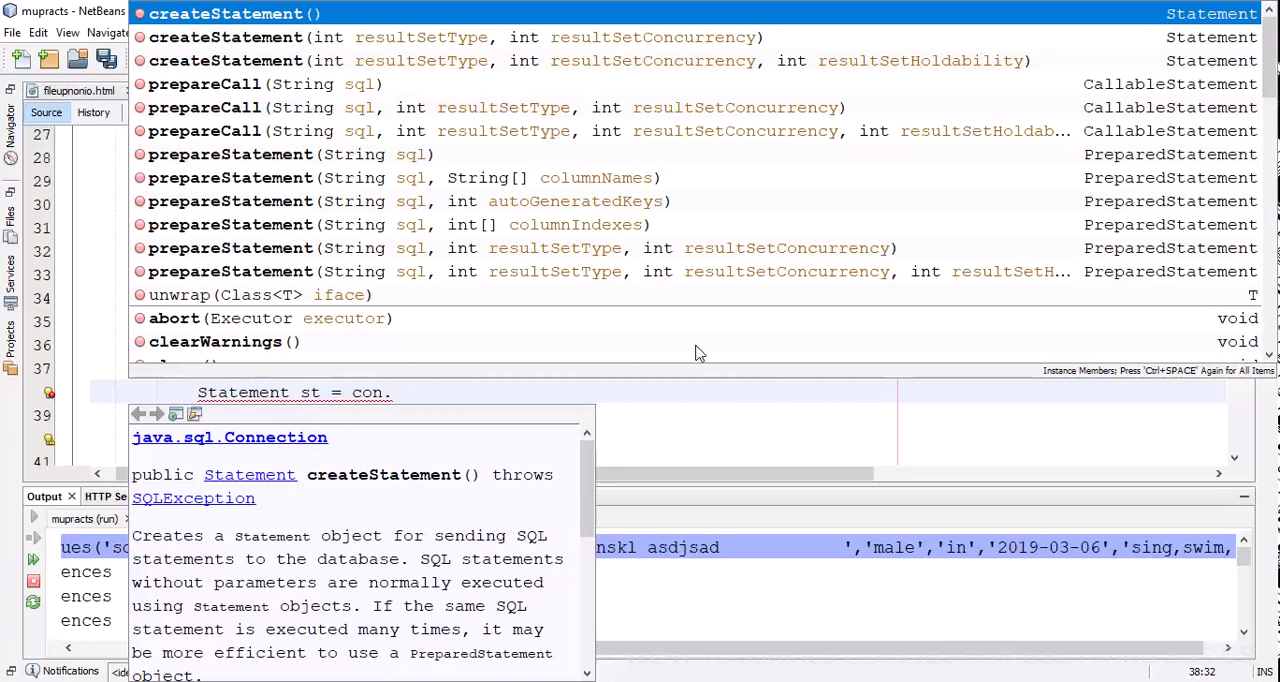 mupracts - NetBeans
File Edit View Navigate
fileupnonio.html
Source History
Navigator
Files
Services
Projects
createStatement() Statement
createStatement(int resultSetType, int resultSetConcurrency) Statement
createStatement(int resultSetType, int resultSetConcurrency, int resultSetHoldability) Statement
prepareCall(String sql) CallableStatement
prepareCall(String sql, int resultSetType, int resultSetConcurrency) CallableStatement
prepareCall(String sql, int resultSetType, int resultSetConcurrency, int resultSetHoldab... CallableStatement
prepareStatement(String sql) PreparedStatement
prepareStatement(String sql, String[] columnNames) PreparedStatement
prepareStatement(String sql, int autoGeneratedKeys) PreparedStatement
prepareStatement(String sql, int[] columnIndexes) PreparedStatement
prepareStatement(String sql, int resultSetType, int resultSetConcurrency) PreparedStatement
prepareStatement(String sql, int resultSetType, int resultSetConcurrency, int resultSetH... PreparedStatement
unwrap(Class<T> iface) T
abort(Executor executor) void
clearWarnings() void
Instance Members; Press 'Ctrl+SPACE' Again for All Items
27
28
29
30
31
32
33
34
35
36
37
Statement st = con.
39
41
java.sql.Connection
public Statement createStatement() throws
SQLException
Creates a Statement object for sending SQL
statements to the database. SQL statements
without parameters are normally executed
using Statement objects. If the same SQL
statement is executed many times, it may
be more efficient to use a PreparedStatement
object.
Output HTTP Se
mupracts (run)
ues('s
nskl asdjsad ','male','in','2019-03-06','sing,swim,
ences
ences
ences
Notifications 38:32 INS